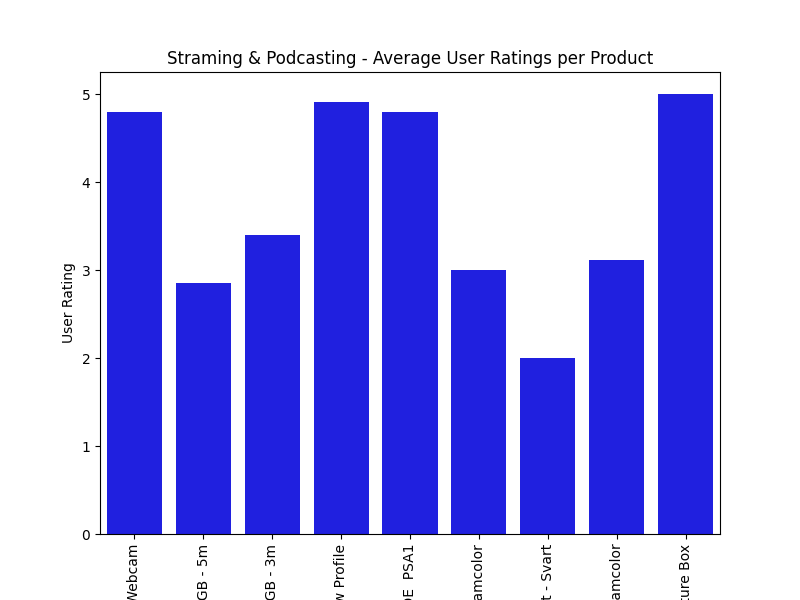 Straming & Podcasting - Average User Ratings per Product
User Rating
5
4
3
2
1
0
Webcam
GB - 5m
GB - 3m
w Profile
DE  PSA1
amcolor
t - Svart
amcolor
ture Box